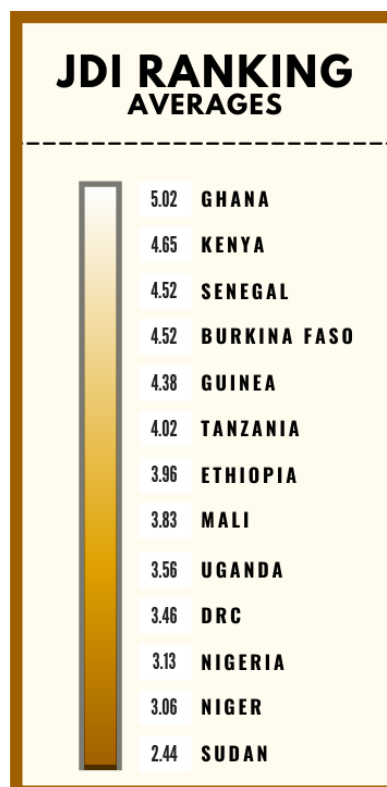 JDI RANKING
AVERAGES
5.02 GHANA
4.65 KENYA
4.52 SENEGAL
4.52 BURKINA FASO
4.38 GUINEA
4.02 TANZANIA
3.96 ETHIOPIA
3.83 MALI
3.56 UGANDA
3.46 DRC
3.13 NIGERIA
3.06 NIGER
2.44 SUDAN